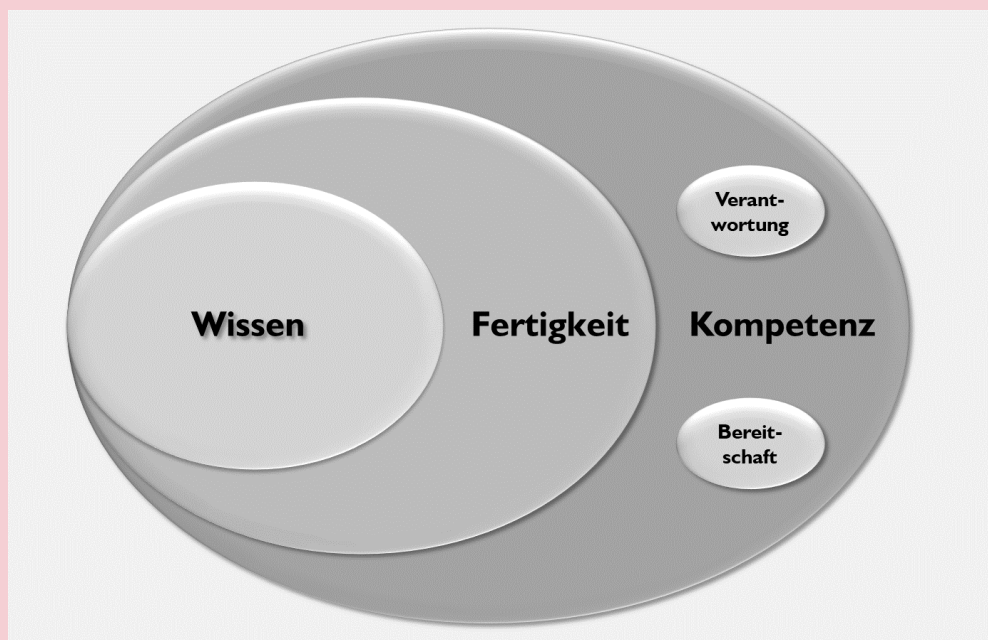 Verant-
wortung
Wissen
Fertigkeit
Kompetenz
Bereit-
schaft